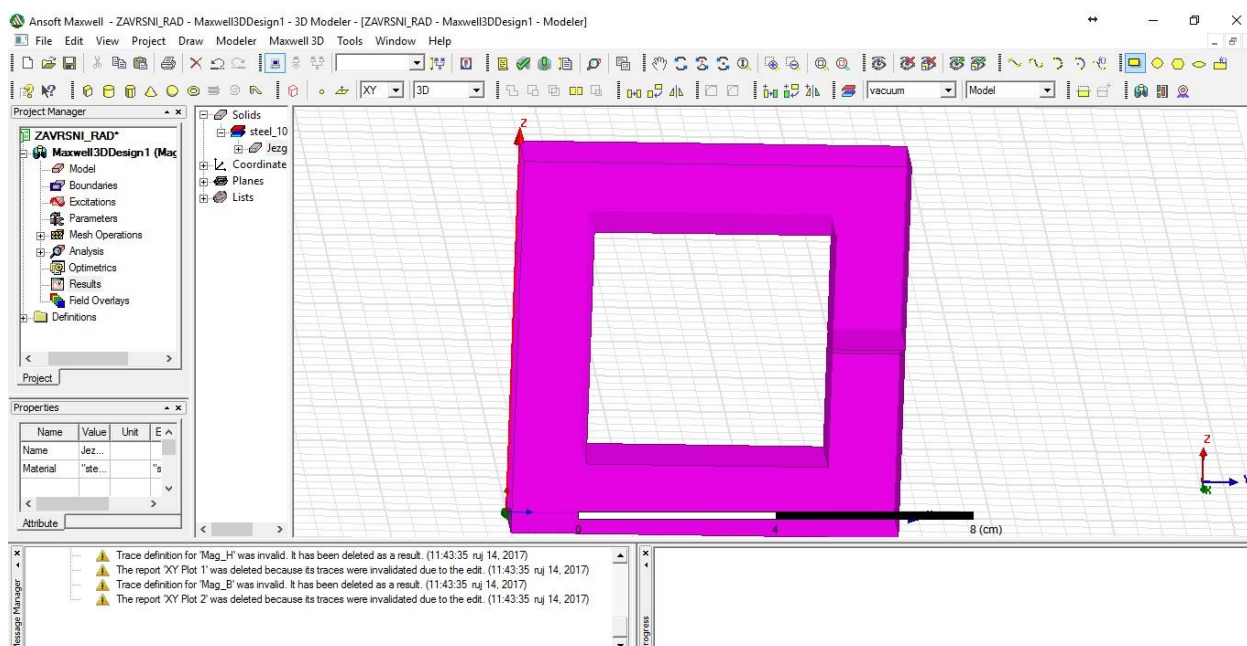 Ansoft Maxwell - ZAVRSNI_RAD - Maxwell3DDesign1 - 3D Modeler - [ZAVRSNI_RAD - Maxwell3DDesign1 - Modeler]
File Edit View Project Draw Modeler Maxwell 3D Tools Window Help
XY 3D vacuum Model
Project Manager
ZAVRSNI_RAD*
Maxwell3DDesign1 (Mag
Model
Boundaries
Excitations
Parameters
Mesh Operations
Analysis
Optimetrics
Results
Field Overlays
Definitions
Project
Solids
steel_10
Jezg
Coordinate
Planes
Lists
Properties
Name Value Unit E
Name Jez...
Material "ste... "s
Attribute
Z
Z
0 4 8 (cm)
Trace definition for 'Mag_H' was invalid. It has been deleted as a result. (11:43:35 ruj 14, 2017)
The report 'XY Plot 1' was deleted because its traces were invalidated due to the edit. (11:43:35 ruj 14, 2017)
Trace definition for 'Mag_B' was invalid. It has been deleted as a result. (11:43:35 ruj 14, 2017)
The report 'XY Plot 2' was deleted because its traces were invalidated due to the edit. (11:43:35 ruj 14, 2017)
Message Manager
rogress